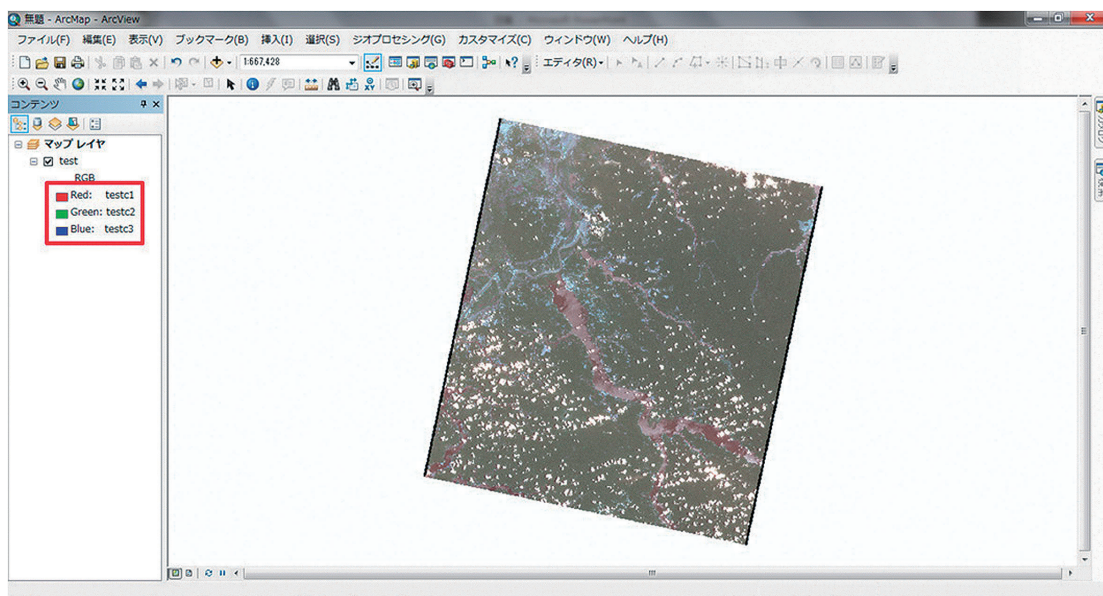 無題 - ArcMap - ArcView
ファイル(F) 編集(E) 表示(V) ブックマーク(B) 挿入(I) 選択(S) ジオプロセシング(G) カスタマイズ(C) ウィンドウ(W) ヘルプ(H)
1:667,428 エディタ(R)
コンテンツ
マップ レイヤ
test
RGB
Red: testc1
Green: testc2
Blue: testc3